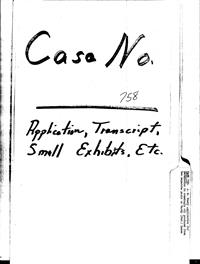 Case No.
758
Application, Transcript,
Small Exhibits, Etc.